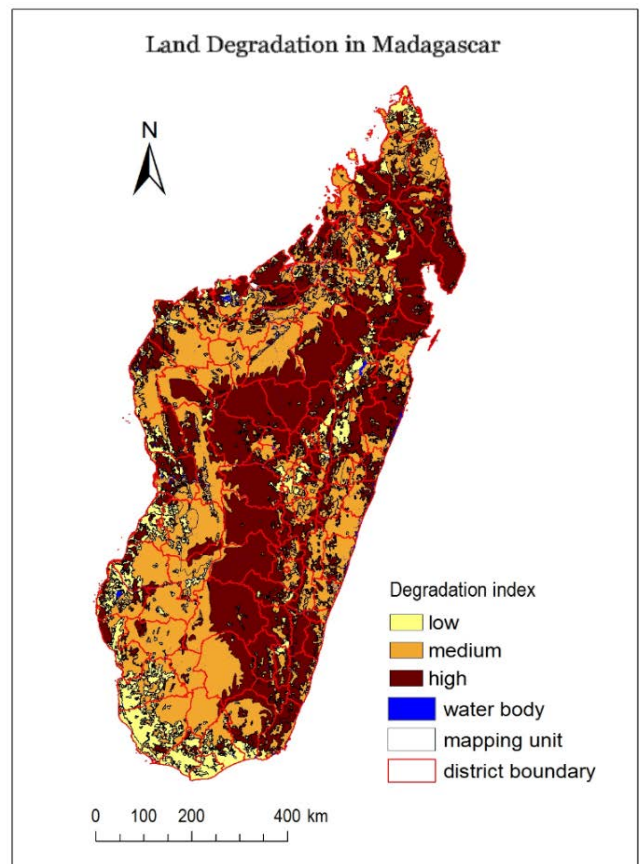 Land Degradation in Madagascar
N
Degradation index
low
medium
high
water body
mapping unit
district boundary
0 100 200 400 km